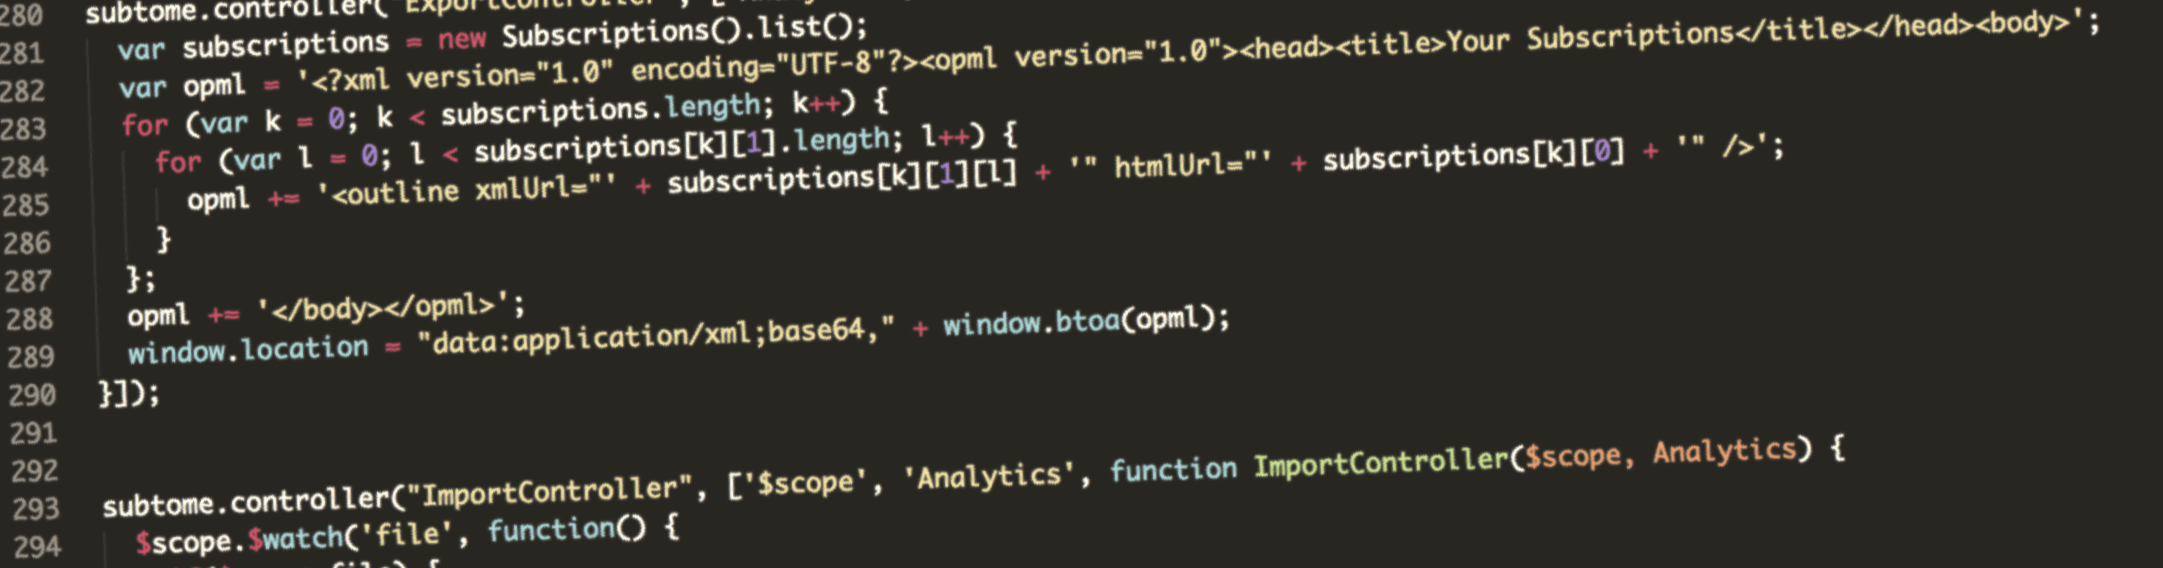 280 subtome.controller("ExportController", [
281 var subscriptions = new Subscriptions().list();
282 var opml = '<?xml version="1.0" encoding="UTF-8"?><opml version="1.0"><head><title>Your Subscriptions</title></head><body>';
283 for (var k = 0; k < subscriptions.length; k++) {
284 for (var l = 0; l < subscriptions[k][1].length; l++) {
285 opml += '<outline xmlUrl="' + subscriptions[k][1][l] + '" htmlUrl="' + subscriptions[k][0] + '" />';
286 }
287 };
288 opml += '</body></opml>';
289 window.location = "data:application/xml;base64," + window.btoa(opml);
290 }]);
291
292
293 subtome.controller("ImportController", ['$scope', 'Analytics', function ImportController($scope, Analytics) {
294 $scope.$watch('file', function() {